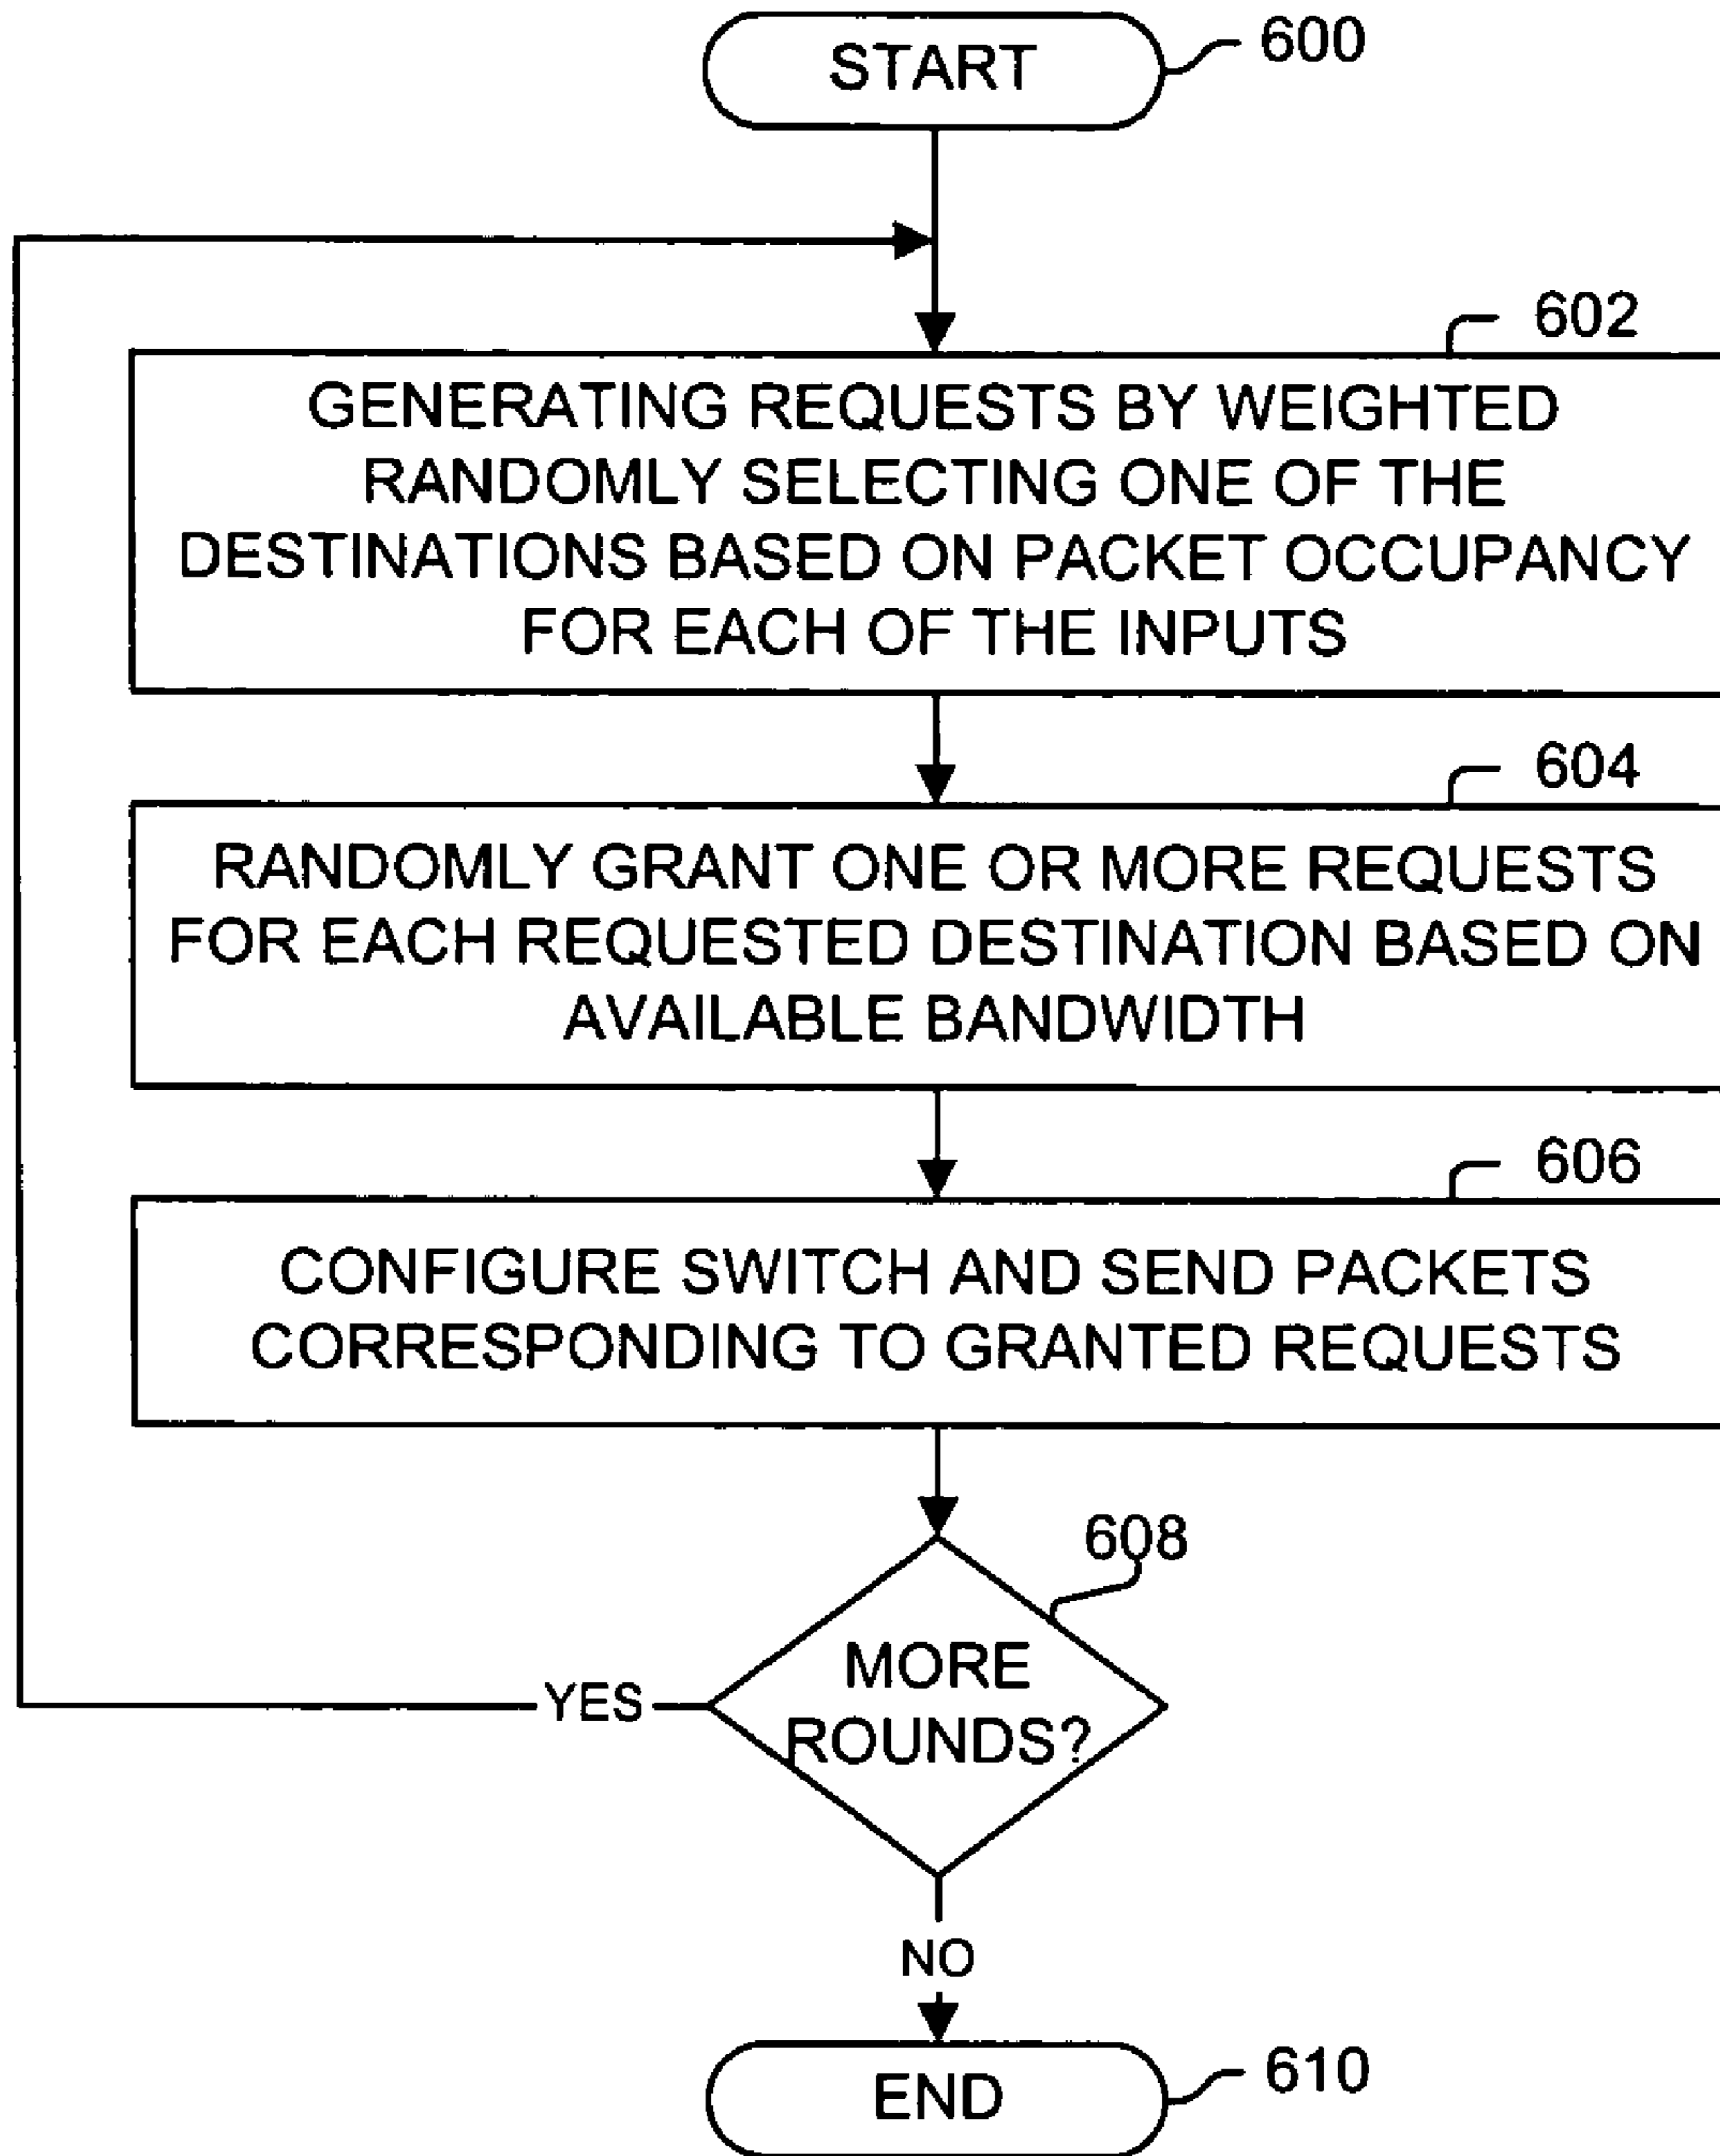 START
600
602
GENERATING REQUESTS BY WEIGHTED
RANDOMLY SELECTING ONE OF THE
DESTINATIONS BASED ON PACKET OCCUPANCY
FOR EACH OF THE INPUTS
604
RANDOMLY GRANT ONE OR MORE REQUESTS
FOR EACH REQUESTED DESTINATION BASED ON
AVAILABLE BANDWIDTH
606
CONFIGURE SWITCH AND SEND PACKETS
CORRESPONDING TO GRANTED REQUESTS
608
MORE
ROUNDS?
YES
NO
END
610